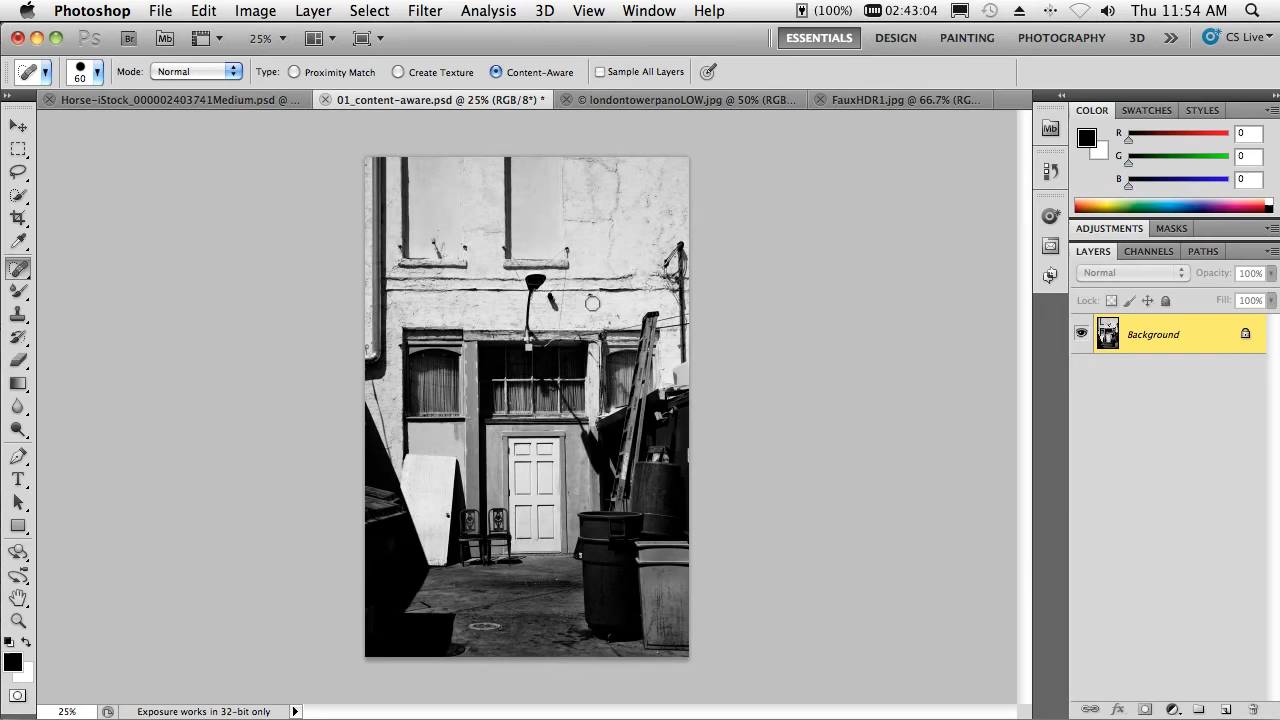 Photoshop File Edit Image Layer Select Filter Analysis 3D View Window Help (100%) 02:43:04 Thu 11:54 AM
Ps Br Mb 25% ESSENTIALS DESIGN PAINTING PHOTOGRAPHY 3D CS Live
60 Mode: Normal Type: Proximity Match Create Texture Content-Aware Sample All Layers
Horse-iStock_000002403741Medium.psd @ ... 01_content-aware.psd @ 25% (RGB/8*) * © londontowerpanoLOW.jpg @ 50% (RGB... FauxHDR1.jpg @ 66.7% (RG...
COLOR SWATCHES STYLES
Mb
R 0
G 0
B 0
ADJUSTMENTS MASKS
LAYERS CHANNELS PATHS
Normal Opacity: 100%
Lock: Fill: 100%
Background
T
fx
25% Exposure works in 32-bit only